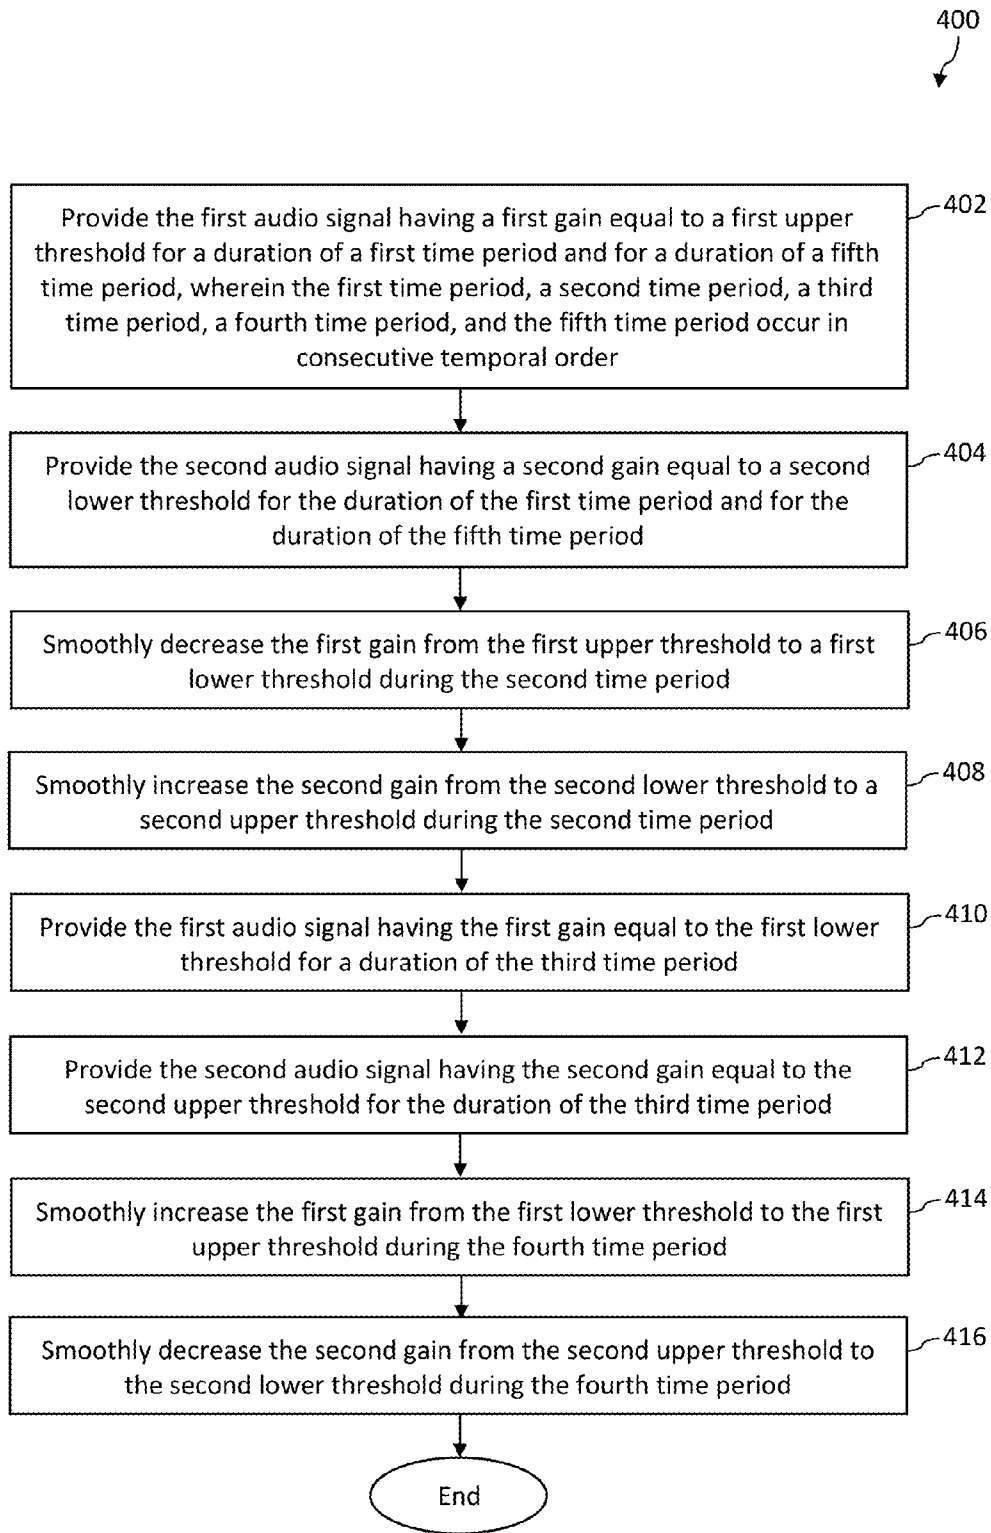 400
Provide the first audio signal having a first gain equal to a first upper
threshold for a duration of a first time period and for a duration of a fifth
time period, wherein the first time period, a second time period, a third
time period, a fourth time period, and the fifth time period occur in
consecutive temporal order
402
Provide the second audio signal having a second gain equal to a second
lower threshold for the duration of the first time period and for the
duration of the fifth time period
404
Smoothly decrease the first gain from the first upper threshold to a first
lower threshold during the second time period
406
Smoothly increase the second gain from the second lower threshold to a
second upper threshold during the second time period
408
Provide the first audio signal having the first gain equal to the first lower
threshold for a duration of the third time period
410
Provide the second audio signal having the second gain equal to the
second upper threshold for the duration of the third time period
412
Smoothly increase the first gain from the first lower threshold to the first
upper threshold during the fourth time period
414
Smoothly decrease the second gain from the second upper threshold to
the second lower threshold during the fourth time period
416
End